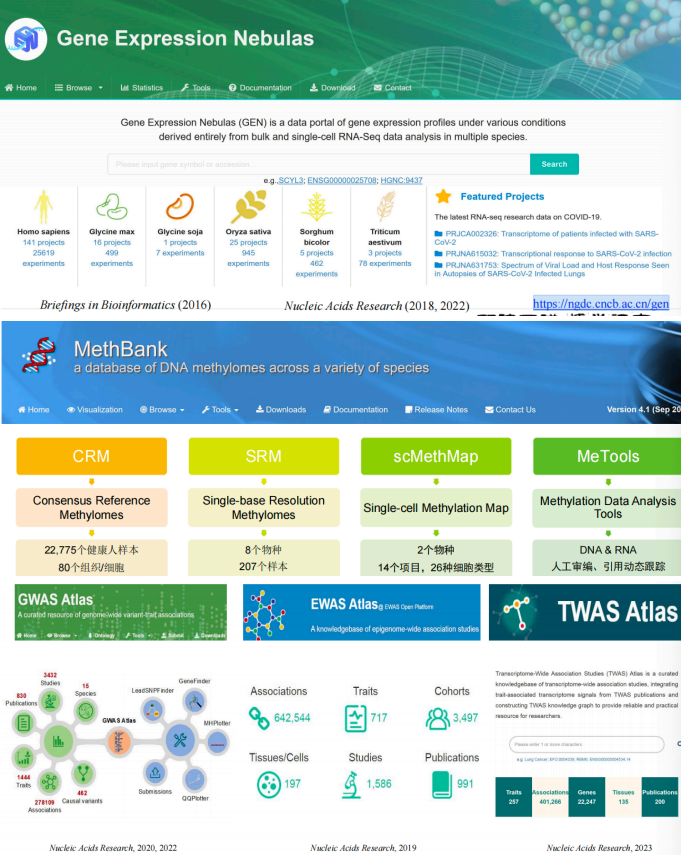 Gene Expression Nebulas
Home Browse Statistics Tools Documentation Download Contact
Gene Expression Nebulas (GEN) is a data portal of gene expression profiles under various conditions
derived entirely from bulk and single-cell RNA-Seq data analysis in multiple species.
Please input gene symbol or accession...
Search
e.g.,SCYL3; ENSG00000025708; HGNC:9437
Homo sapiens
141 projects
25619
experiments
Glycine max
16 projects
499
experiments
Glycine soja
1 projects
7 experiments
Oryza sativa
25 projects
945
experiments
Sorghum
bicolor
5 projects
462
experiments
Triticum
aestivum
3 projects
78 experiments
Featured Projects
The latest RNA-seq research data on COVID-19.
PRJCA002326: Transcriptome of patients infected with SARS-
CoV-2
PRJNA615032: Transcriptional response to SARS-CoV-2 infection
PRJNA631753: Spectrum of Viral Load and Host Response Seen
in Autopsies of SARS-CoV-2 Infected Lungs
Briefings in Bioinformatics (2016)
Nucleic Acids Research (2018, 2022)
https://ngdc.cncb.ac.cn/gen
MethBank
a database of DNA methylomes across a variety of species
Home Visualization Browse Tools Downloads Documentation Release Notes Contact Us Version 4.1 (Sep 20
CRM
Consensus Reference
Methylomes
22,775个健康人样本
80个组织/细胞
SRM
Single-base Resolution
Methylomes
8个物种
207个样本
scMethMap
Single-cell Methylation Map
2个物种
14个项目，26种细胞类型
MeTools
Methylation Data Analysis
Tools
DNA & RNA
人工审编、引用动态跟踪
GWAS Atlas
A curated resource of genome-wide variant-trait associations
Home Browse Ontology Tools Submit Downloads
3432
Studies
15
Species
830
Publications
1444
Traits
278109
Associations
462
Causal variants
GWAS Atlas
LeadSNPFinder
GeneFinder
MHPlotter
QQPlotter
Submissions
Nucleic Acids Research, 2020, 2022
EWAS Atlas@ EWAS Open Platform
A knowledgebase of epigenome-wide association studies
Associations
642,544
Traits
717
Cohorts
3,497
Tissues/Cells
197
Studies
1,586
Publications
991
Nucleic Acids Research, 2019
TWAS Atlas
Transcriptome-Wide Association Studies (TWAS) Atlas is a curated
knowledgebase of transcriptome-wide association studies, integrating
trait-associated transcriptome signals from TWAS publications and
constructing TWAS knowledge graph to provide reliable and practical
resource for researchers.
Please enter 1 or more characters
Traits
257
Associations
401,266
Genes
22,247
Tissues
135
Publications
200
Nucleic Acids Research, 2023